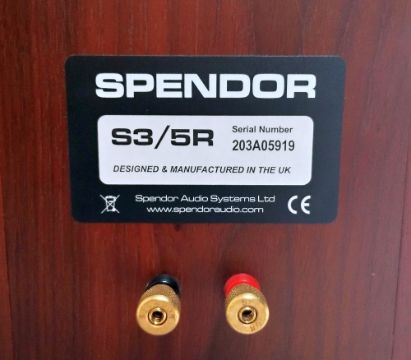 SPENDOR
S3/5R
Serial Number
203A05919
DESIGNED & MANUFACTURED IN THE UK
Spendor Audio Systems Ltd
www.spendoraudio.com
CE